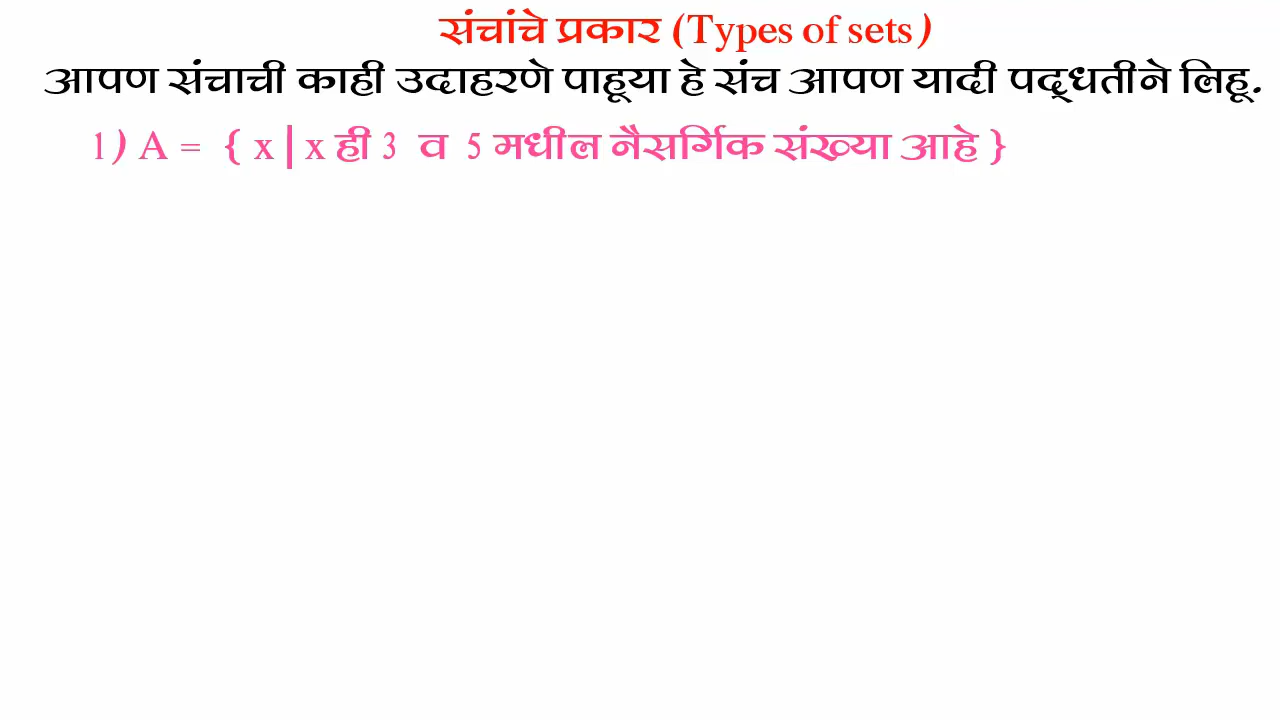 संचांचे प्रकार (Types of sets)
आपण संचाची काही उदाहरणे पाहूया हे संच आपण यादी पद्धतीने लिहू.
1) A = { x | x ही 3 व 5 मधील नैसर्गिक संख्या आहे }